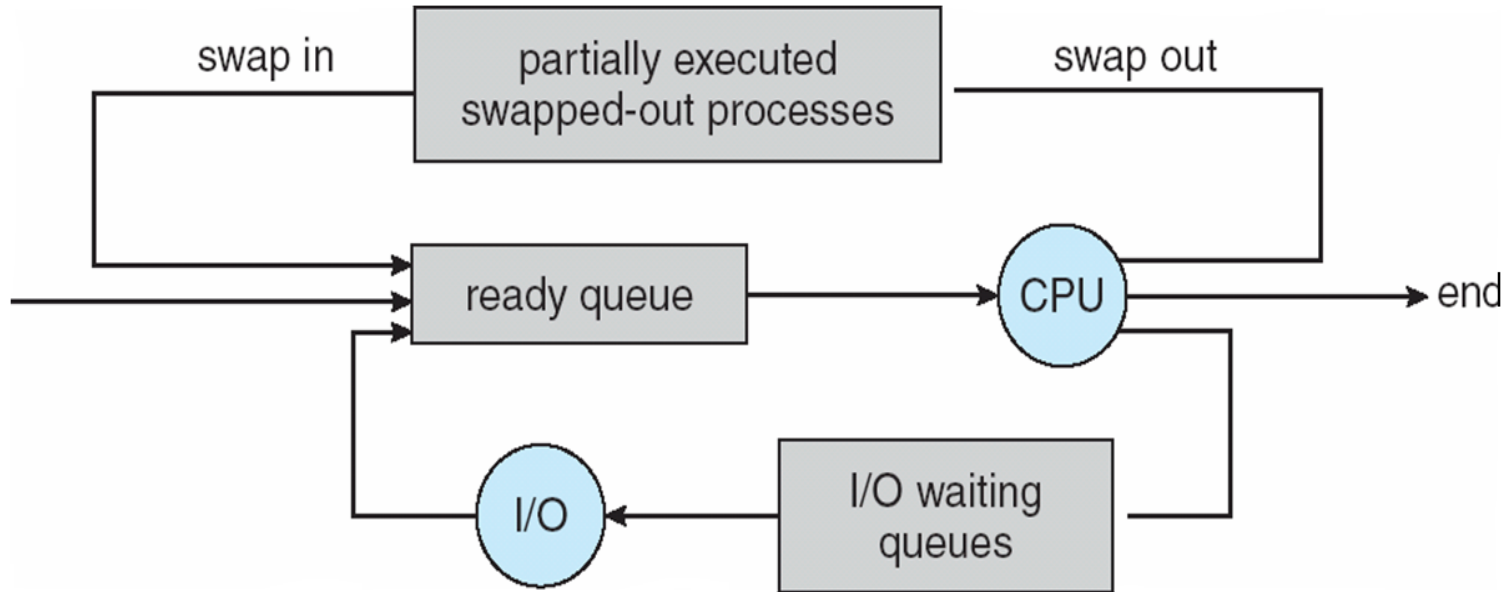 swap in
partially executed
swapped-out processes
swap out
ready queue
CPU
end
I/O
I/O waiting
queues